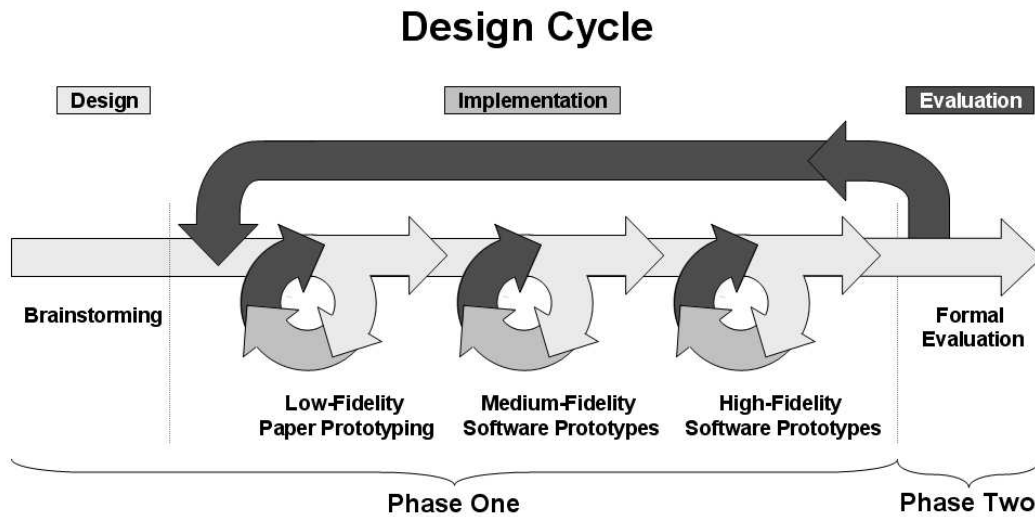 Design Cycle
Design
Implementation
Evaluation
Brainstorming
Formal
Evaluation
Low-Fidelity
Paper Prototyping
Medium-Fidelity
Software Prototypes
High-Fidelity
Software Prototypes
Phase One
Phase Two